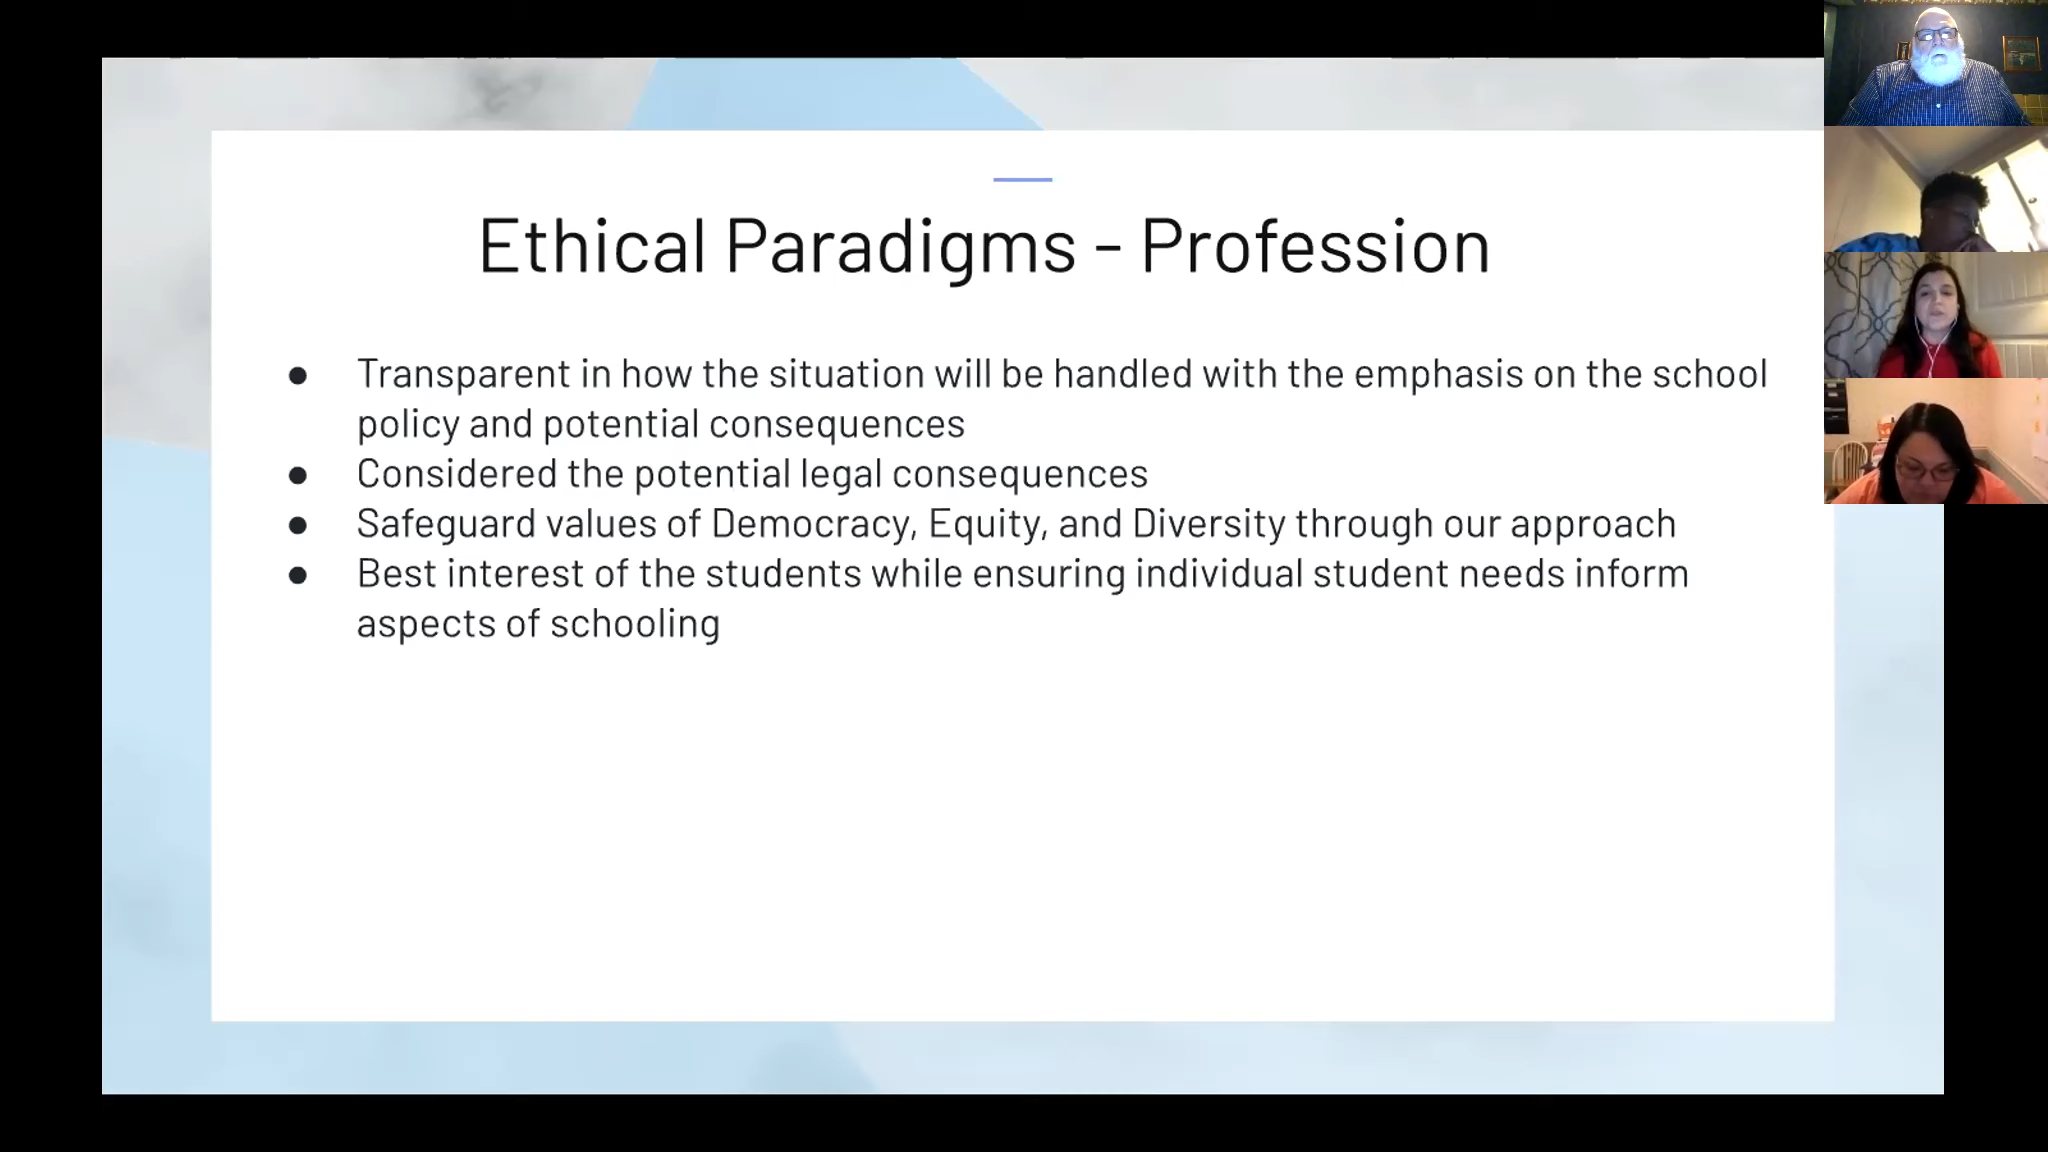 Ethical Paradigms - Profession
● Transparent in how the situation will be handled with the emphasis on the school
policy and potential consequences
● Considered the potential legal consequences
● Safeguard values of Democracy, Equity, and Diversity through our approach
● Best interest of the students while ensuring individual student needs inform
aspects of schooling